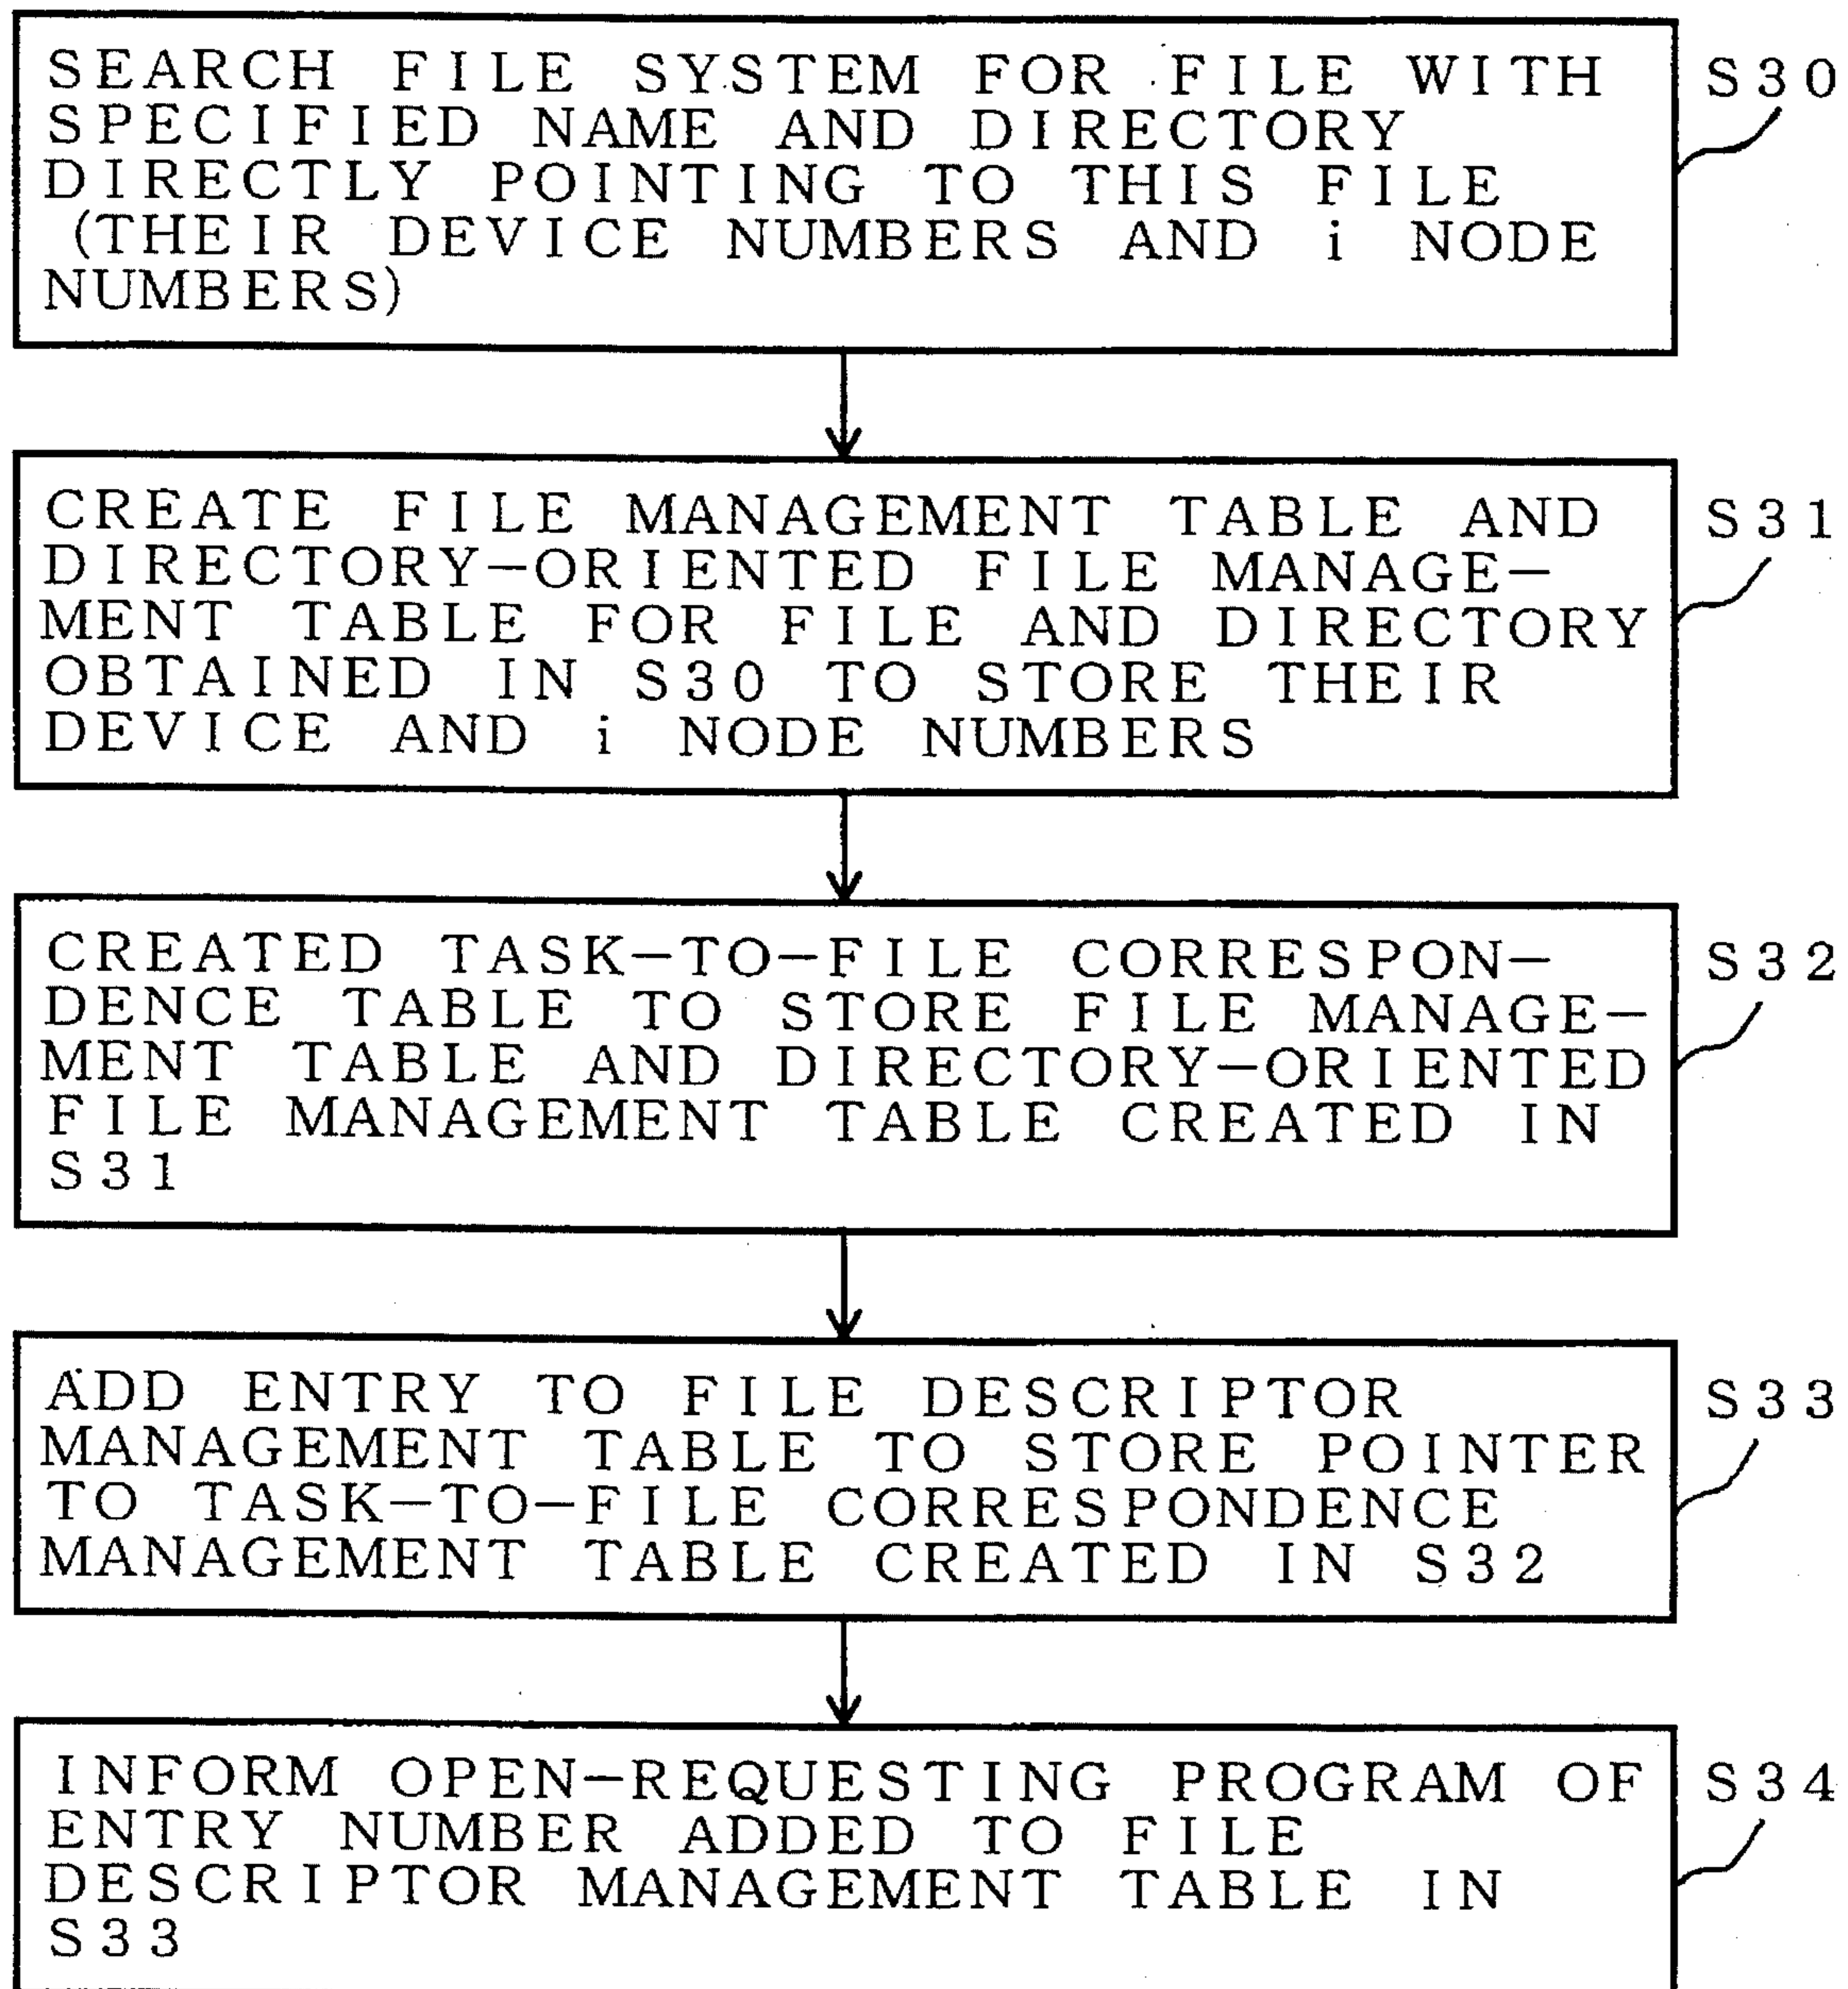 SEARCH FILE SYSTEM FOR FILE WITH
SPECIFIED NAME AND DIRECTORY
DIRECTLY POINTING TO THIS FILE
(THEIR DEVICE NUMBERS AND i NODE
NUMBERS)
S30
CREATE FILE MANAGEMENT TABLE AND
DIRECTORY-ORIENTED FILE MANAGE-
MENT TABLE FOR FILE AND DIRECTORY
OBTAINED IN S30 TO STORE THEIR
DEVICE AND i NODE NUMBERS
S31
CREATED TASK-TO-FILE CORRESPON-
DENCE TABLE TO STORE FILE MANAGE-
MENT TABLE AND DIRECTORY-ORIENTED
FILE MANAGEMENT TABLE CREATED IN
S31
S32
ADD ENTRY TO FILE DESCRIPTOR
MANAGEMENT TABLE TO STORE POINTER
TO TASK-TO-FILE CORRESPONDENCE
MANAGEMENT TABLE CREATED IN S32
S33
INFORM OPEN-REQUESTING PROGRAM OF
ENTRY NUMBER ADDED TO FILE
DESCRIPTOR MANAGEMENT TABLE IN
S33
S34